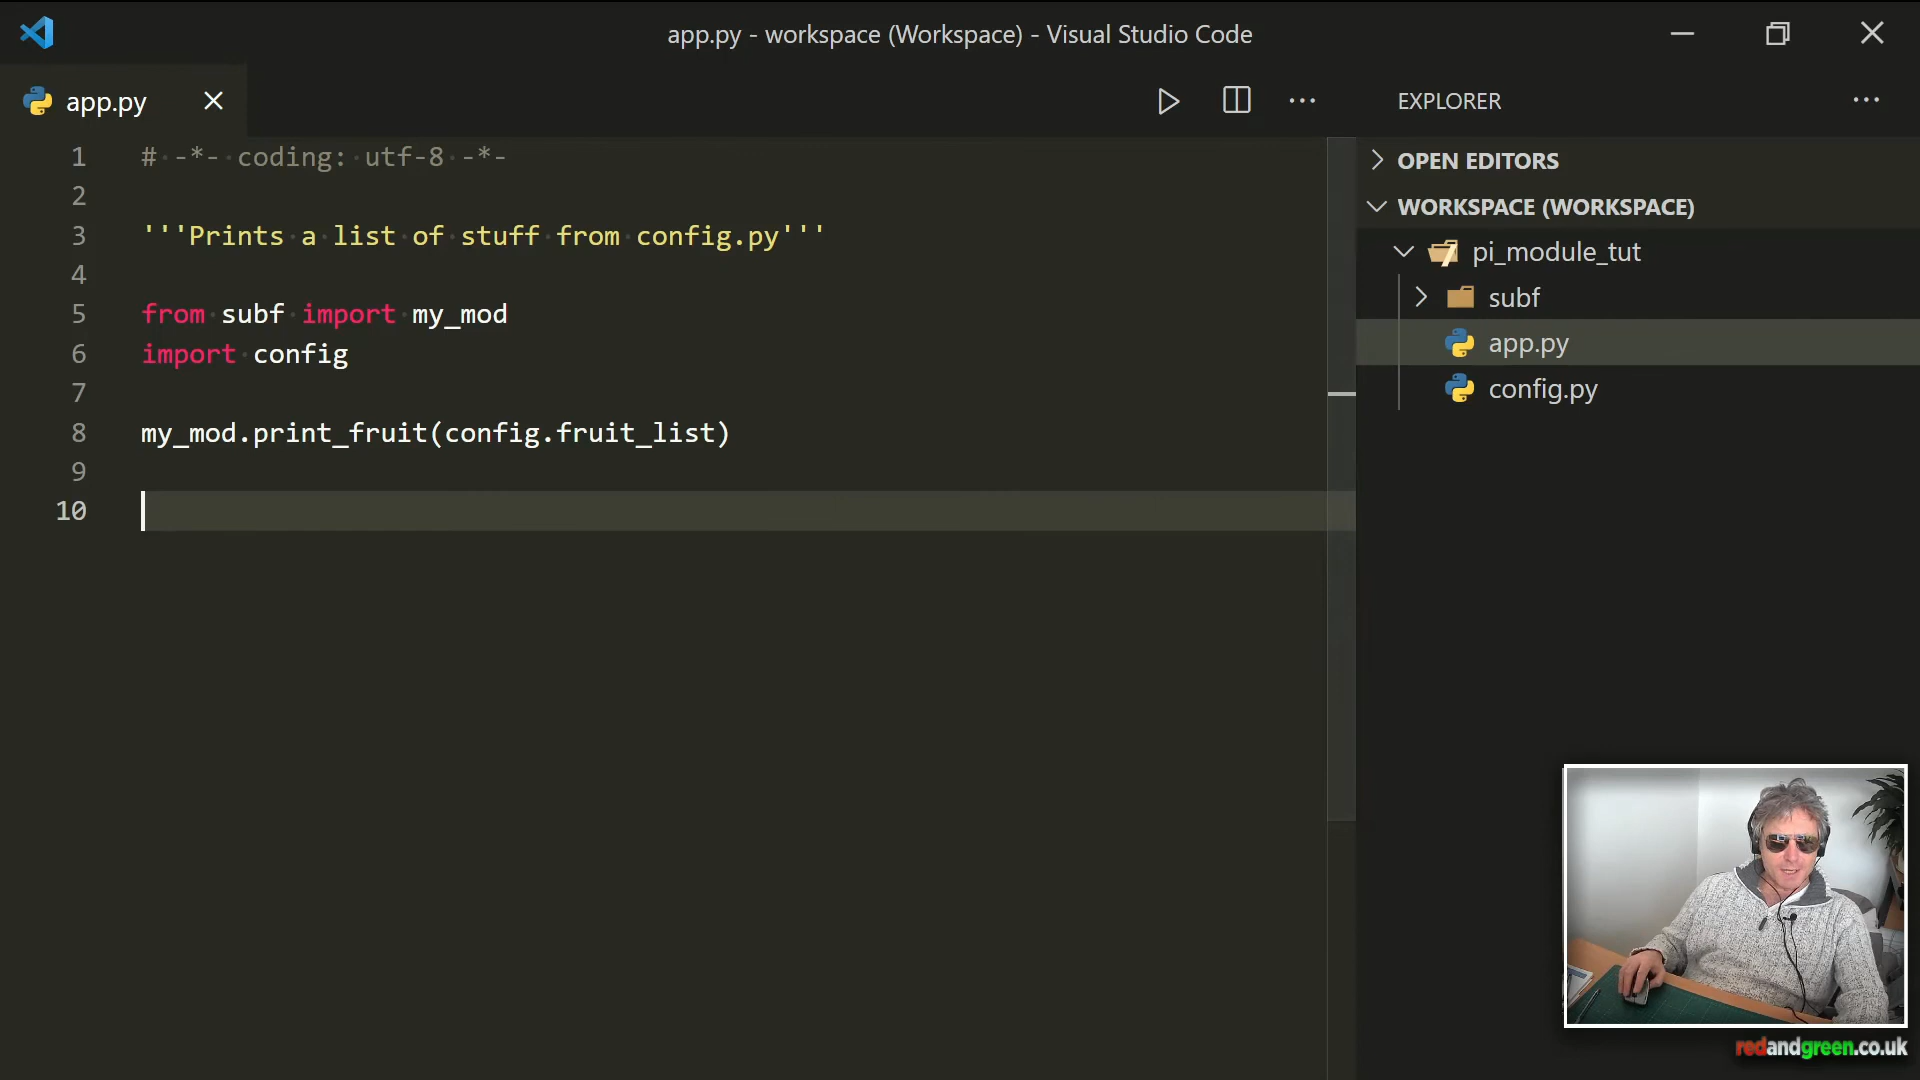 app.py - workspace (Workspace) - Visual Studio Code
app.py
EXPLORER
1 # -*- coding: utf-8 -*-
2
3 '''Prints a list of stuff from config.py'''
4
5 from subf import my_mod
6 import config
7
8 my_mod.print_fruit(config.fruit_list)
9
10
OPEN EDITORS
WORKSPACE (WORKSPACE)
pi_module_tut
subf
app.py
config.py
redandgreen.co.uk